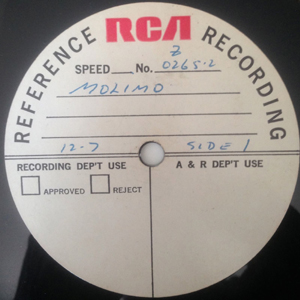 REFERENCE RCA RECORDING
Z
SPEED ___ No. 0265-2
MOLIMO
12-7 SIDE 1
RECORDING DEP'T USE
A & R DEP'T USE
APPROVED REJECT